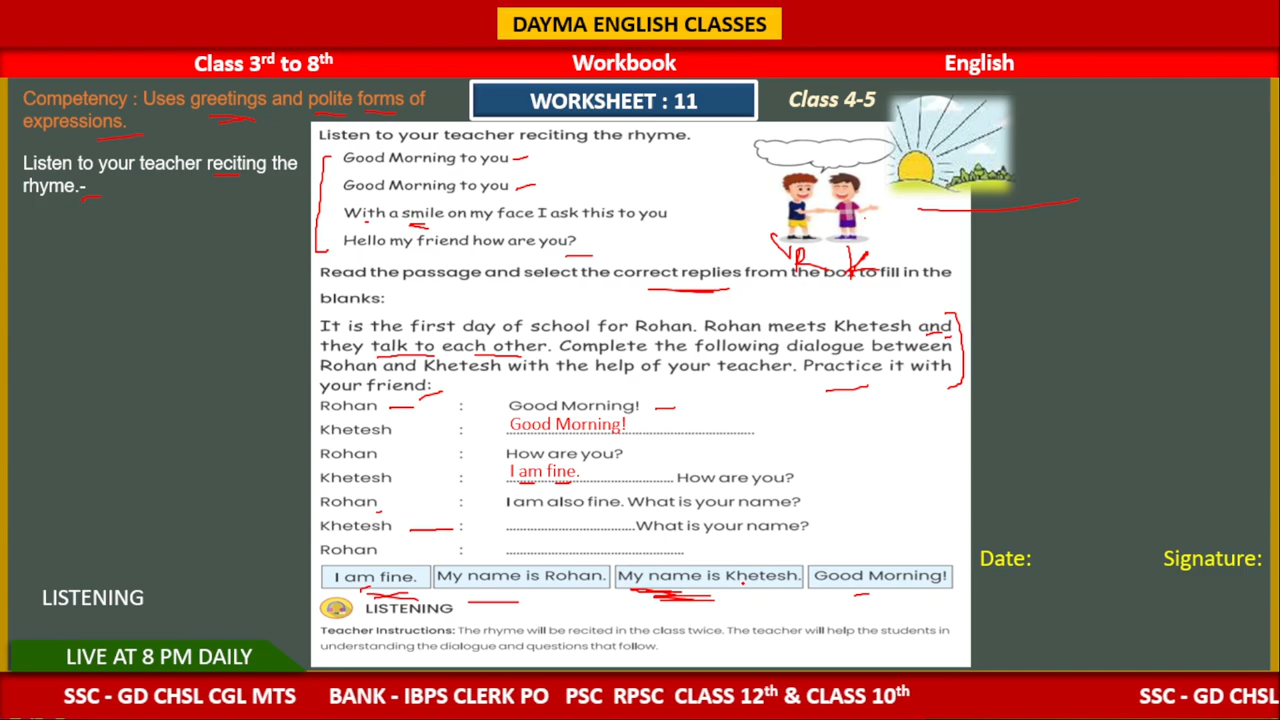 DAYMA ENGLISH CLASSES
Class 3rd to 8th Workbook English
Competency : Uses greetings and polite forms of
expressions.
Listen to your teacher reciting the
rhyme.-
WORKSHEET : 11
Class 4-5
Listen to your teacher reciting the rhyme.
Good Morning to you
Good Morning to you
With a smile on my face I ask this to you
Hello my friend how are you?
R K
Read the passage and select the correct replies from the box to fill in the
blanks:
It is the first day of school for Rohan. Rohan meets Khetesh and
they talk to each other. Complete the following dialogue between
Rohan and Khetesh with the help of your teacher. Practice it with
your friend:
Rohan : Good Morning!
Khetesh : Good Morning!
Rohan : How are you?
Khetesh : I am fine. How are you?
Rohan : I am also fine. What is your name?
Khetesh : ................................What is your name?
Rohan : ............................................
I am fine. My name is Rohan. My name is Khetesh. Good Morning!
LISTENING
Teacher Instructions: The rhyme will be recited in the class twice. The teacher will help the students in
understanding the dialogue and questions that follow.
LISTENING
Date: Signature:
LIVE AT 8 PM DAILY
SSC - GD CHSL CGL MTS BANK - IBPS CLERK PO PSC RPSC CLASS 12th & CLASS 10th SSC - GD CHSL